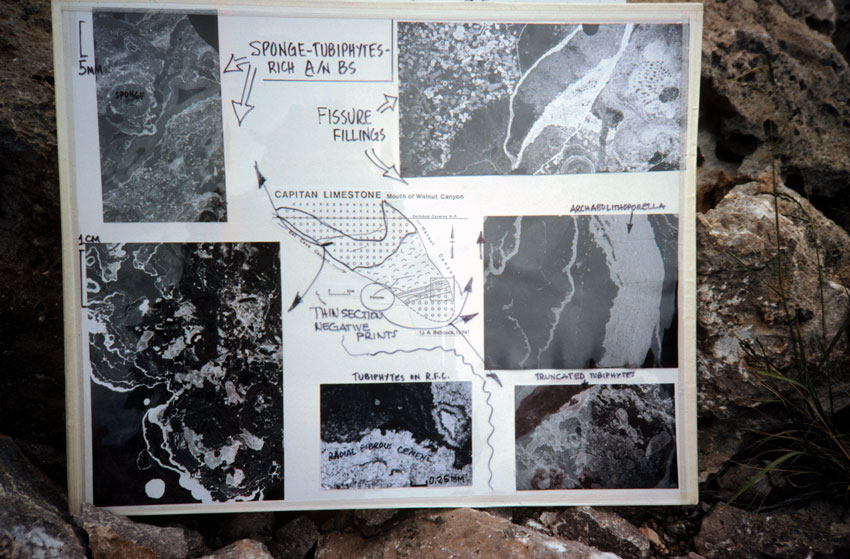 5MM
SPONGE
SPONGE-TUBIPHYTES-
RICH A/N BS
FISSURE
FILLINGS
CAPITAN LIMESTONE Mouth of Walnut Canyon
ARCHAEOLITHOPORELLA
1CM
THIN SECTION
NEGATIVE
PRINTS
TUBIPHYTES ON R.F.C.
RADIAL FIBROUS CEMENT
0.25MM
TRUNCATED TUBIPHYTES